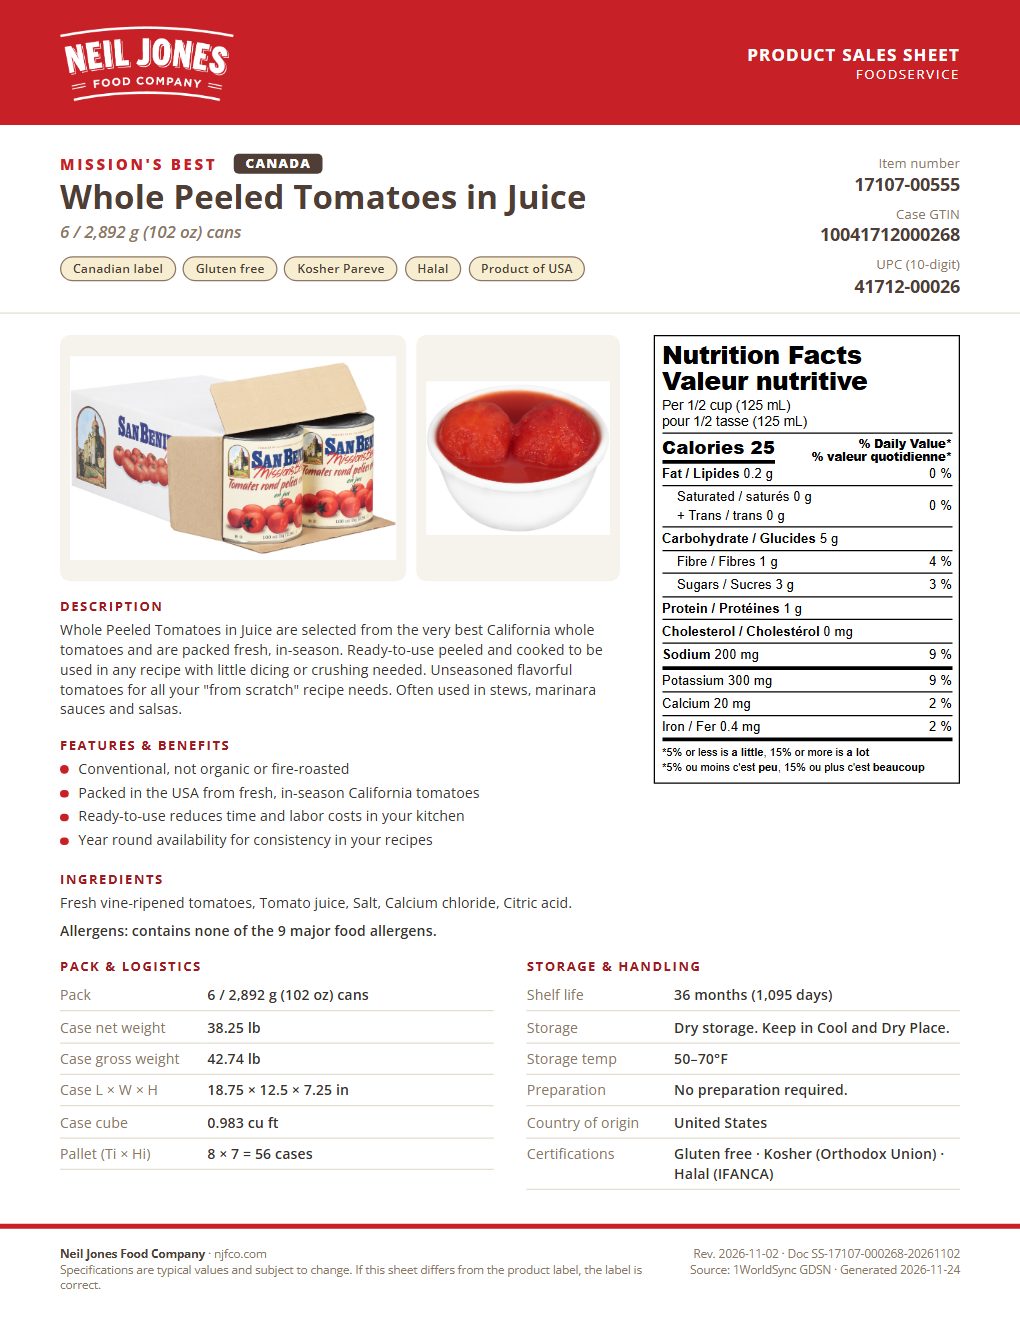 NEIL JONES
FOOD COMPANY
PRODUCT SALES SHEET
FOODSERVICE
MISSION'S BEST CANADA
Whole Peeled Tomatoes in Juice
6 / 2,892 g (102 oz) cans
Canadian label Gluten free Kosher Pareve Halal Product of USA
Item number
17107-00555
Case GTIN
10041712000268
UPC (10-digit)
41712-00026
SAN BENI
SAN BEN
SAN BEN
Tomates rond pelées
Tomates rond pelées
Nutrition Facts
Valeur nutritive
Per 1/2 cup (125 mL)
pour 1/2 tasse (125 mL)
Calories 25
% Daily Value*
% valeur quotidienne*
Fat / Lipides 0.2 g 0 %
Saturated / saturés 0 g
+ Trans / trans 0 g
0 %
Carbohydrate / Glucides 5 g
Fibre / Fibres 1 g 4 %
Sugars / Sucres 3 g 3 %
Protein / Protéines 1 g
Cholesterol / Cholestérol 0 mg
Sodium 200 mg 9 %
Potassium 300 mg 9 %
Calcium 20 mg 2 %
Iron / Fer 0.4 mg 2 %
*5% or less is a little, 15% or more is a lot
*5% ou moins c'est peu, 15% ou plus c'est beaucoup
DESCRIPTION
Whole Peeled Tomatoes in Juice are selected from the very best California whole
tomatoes and are packed fresh, in-season. Ready-to-use peeled and cooked to be
used in any recipe with little dicing or crushing needed. Unseasoned flavorful
tomatoes for all your "from scratch" recipe needs. Often used in stews, marinara
sauces and salsas.
FEATURES & BENEFITS
Conventional, not organic or fire-roasted
Packed in the USA from fresh, in-season California tomatoes
Ready-to-use reduces time and labor costs in your kitchen
Year round availability for consistency in your recipes
INGREDIENTS
Fresh vine-ripened tomatoes, Tomato juice, Salt, Calcium chloride, Citric acid.
Allergens: contains none of the 9 major food allergens.
PACK & LOGISTICS
Pack 6 / 2,892 g (102 oz) cans
Case net weight 38.25 lb
Case gross weight 42.74 lb
Case L × W × H 18.75 × 12.5 × 7.25 in
Case cube 0.983 cu ft
Pallet (Ti × Hi) 8 × 7 = 56 cases
STORAGE & HANDLING
Shelf life 36 months (1,095 days)
Storage Dry storage. Keep in Cool and Dry Place.
Storage temp 50–70°F
Preparation No preparation required.
Country of origin United States
Certifications Gluten free · Kosher (Orthodox Union) ·
Halal (IFANCA)
Neil Jones Food Company · njfco.com
Specifications are typical values and subject to change. If this sheet differs from the product label, the label is
correct.
Rev. 2026-11-02 · Doc SS-17107-000268-20261102
Source: 1WorldSync GDSN · Generated 2026-11-24